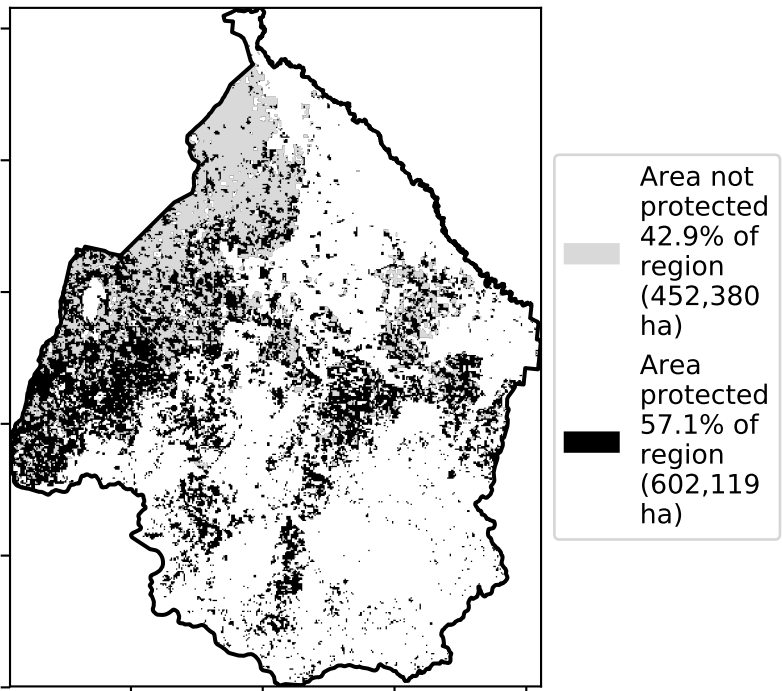 Area not
protected
42.9% of
region
(452,380
ha)
Area
protected
57.1% of
region
(602,119
ha)